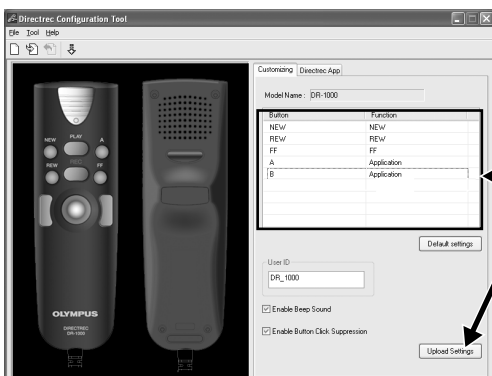 Directrec Configuration Tool
File Tool Help
Customizing Directrec App
Model Name : DR-1000
Button Function
NEW NEW
REW REW
FF FF
A Application
B Application
Default settings
User ID
DR_1000
Enable Beep Sound
Enable Button Click Suppression
Upload Settings
NEW PLAY A
REW REC FF
OLYMPUS
DIRECTREC
DR-1000